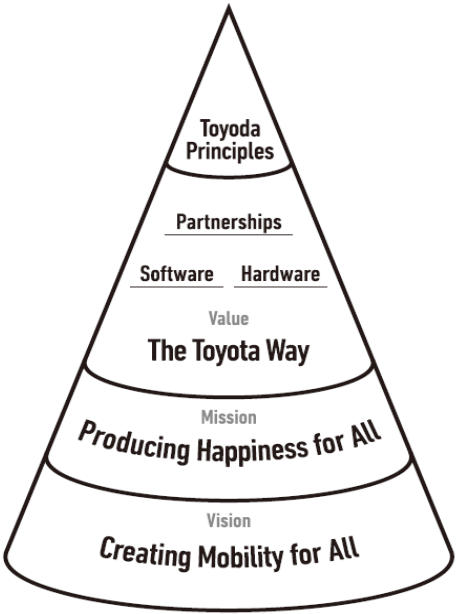 Toyoda
Principles
Partnerships
Software Hardware
Value
The Toyota Way
Mission
Producing Happiness for All
Vision
Creating Mobility for All